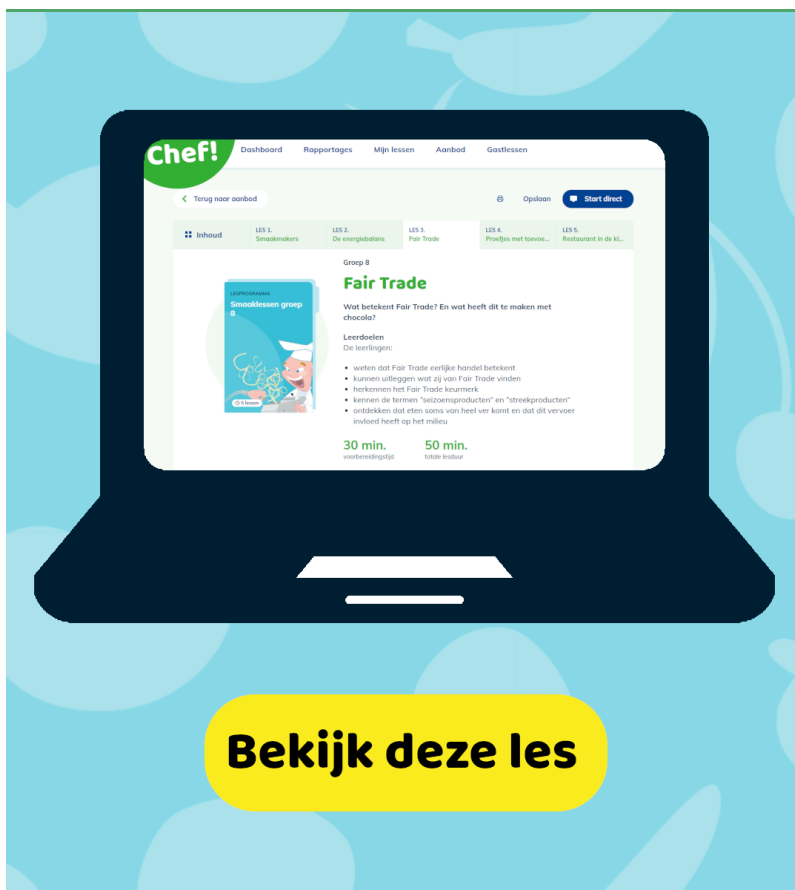 Chef!
Dashboard Rapportages Mijn lessen Aanbod Gastlessen
Terug naar aanbod
Opslaan Start direct
Inhoud
LES 1.
Smaakmakers
LES 2.
De energiebalans
LES 3.
Fair Trade
LES 4.
Proefjes met toevoe...
LES 5.
Restaurant in de kl...
LESPROGRAMMA
Smaaklessen groep
8
5 lessen
Groep 8
Fair Trade
Wat betekent Fair Trade? En wat heeft dit te maken met
chocola?
Leerdoelen
De leerlingen:
• weten dat Fair Trade eerlijke handel betekent
• kunnen uitleggen wat zij van Fair Trade vinden
• herkennen het Fair Trade keurmerk
• kennen de termen "seizoensproducten" en "streekproducten"
• ontdekken dat eten soms van heel ver komt en dat dit vervoer
invloed heeft op het milieu
30 min.
voorbereidingstijd
50 min.
totale lesduur
Bekijk deze les